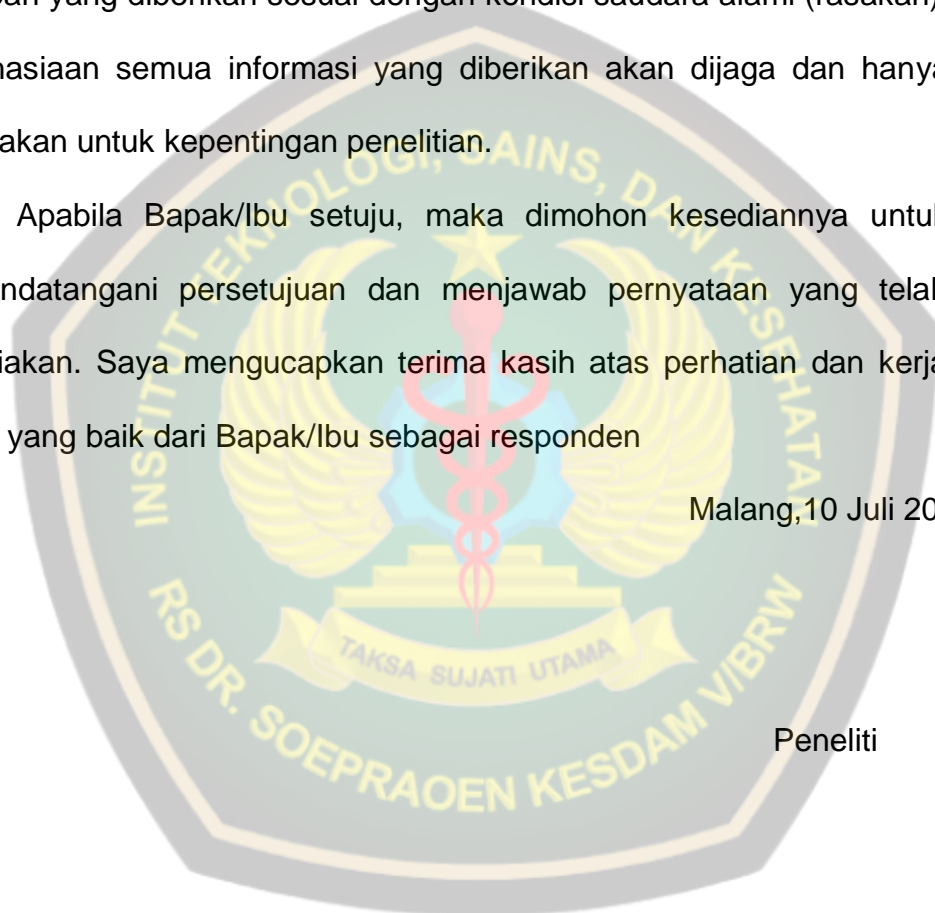 yang diberikan sesuai dengan kondisi saudara alami (rasakan)
nasiaan semua informasi yang diberikan akan dijaga dan hanya
akan untuk kepentingan penelitian.
Apabila Bapak/Ibu setuju, maka dimohon kesediannya untuk
ndatangani persetujuan dan menjawab pernyataan yang telah
iakan. Saya mengucapkan terima kasih atas perhatian dan kerja
yang baik dari Bapak/Ibu sebagai responden
Malang,10 Juli 20
Peneliti
INSTITUT TEKNOLOGI, SAINS, DAN KESEHATAN
RS DR. SOEPRAOEN KESDAM V/BRW
TAKSA SUJATI UTAMA